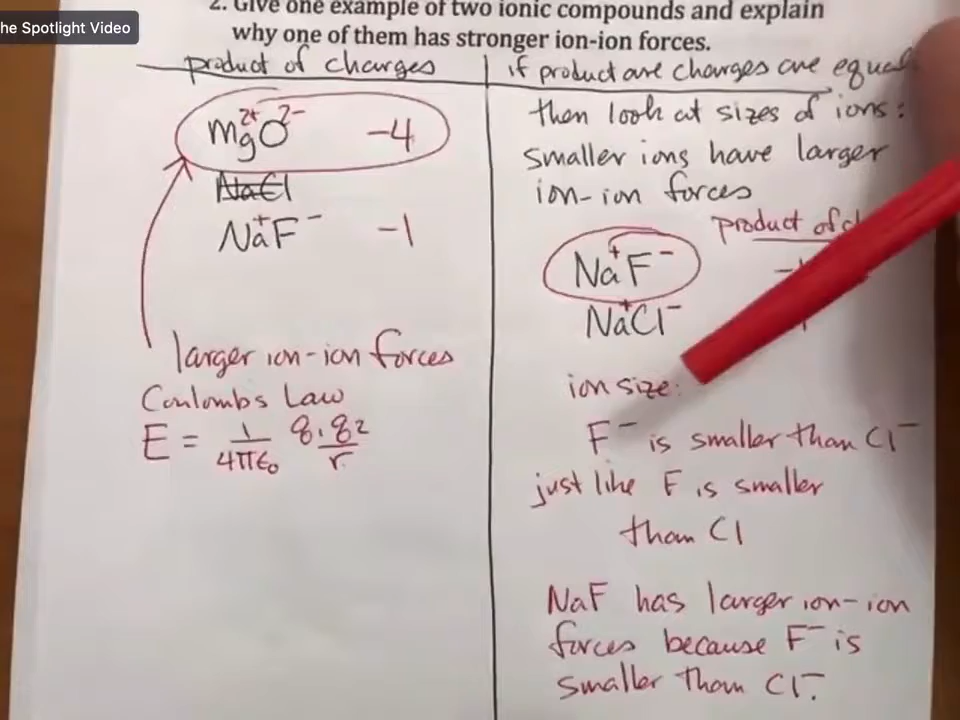 he Spotlight Video
2. Give one example of two ionic compounds and explain
why one of them has stronger ion-ion forces.
product of charges
Mg²⁺O²⁻ -4
NaCl
Na⁺F⁻ -1
larger ion-ion forces
Coulombs Law
E = 1/4πϵ₀ q₁q₂/r
if product are charges are equal
then look at sizes of ions:
smaller ions have larger
ion-ion forces
product of
Na⁺F⁻
Na⁺Cl⁻
ion size:
F⁻ is smaller than Cl⁻
just like F is smaller
than Cl
NaF has larger ion-ion
forces because F⁻ is
smaller than Cl⁻.